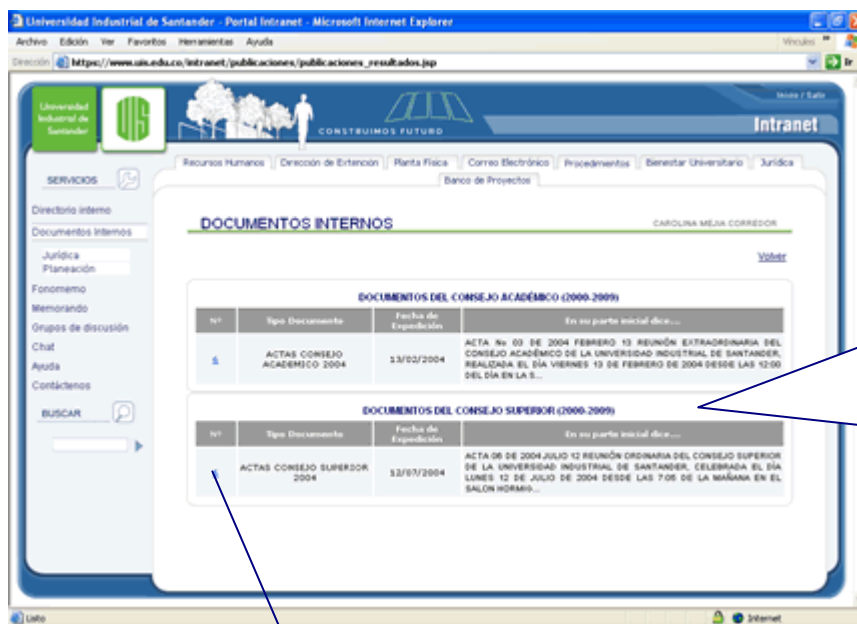 Universidad Industrial de Santander - Portal Intranet - Microsoft Internet Explorer
Archivo Edición Ver Favoritos Herramientas Ayuda Vínculos
Dirección https://www.uis.edu.co/intranet/publicaciones/publicaciones_resultados.jsp Ir
Universidad
Industrial de
Santander
UIS
CONSTRUIMOS FUTURO
Inicio / Salir
Intranet
Recursos Humanos Dirección de Extención Planta Física Correo Electrónico Procedimientos Bienestar Universitario Jurídica
Banco de Proyectos
SERVICIOS
Directorio interno
Documentos Internos
Jurídica
Planeación
Fonomemo
Memorando
Grupos de discusión
Chat
Ayuda
Contáctenos
BUSCAR
DOCUMENTOS INTERNOS
CAROLINA MEJIA CORREDOR
Volver
DOCUMENTOS DEL CONSEJO ACADÉMICO (2000-2009)
Nº Tipo Documento Fecha de Expedición En su parte inicial dice....
ACTAS CONSEJO
ACADEMICO 2004
13/02/2004
ACTA No 03 DE 2004 FEBRERO 13 REUNIÓN EXTRAORDINARIA DEL
CONSEJO ACADÉMICO DE LA UNIVERSIDAD INDUSTRIAL DE SANTANDER,
REALIZADA EL DÍA VIERNES 13 DE FEBRERO DE 2004 DESDE LAS 12:00
DEL DÍA EN LA S...
DOCUMENTOS DEL CONSEJO SUPERIOR (2000-2009)
Nº Tipo Documento Fecha de Expedición En su parte inicial dice....
ACTAS CONSEJO SUPERIOR
2004
12/07/2004
ACTA 06 DE 2004 JULIO 12 REUNIÓN ORDINARIA DEL CONSEJO SUPERIOR
DE LA UNIVERSIDAD INDUSTRIAL DE SANTANDER, CELEBRADA EL DÍA
LUNES 12 DE JULIO DE 2004 DESDE LAS 7:05 DE LA MAÑANA EN EL
SALON HORMIG...
Listo
Internet